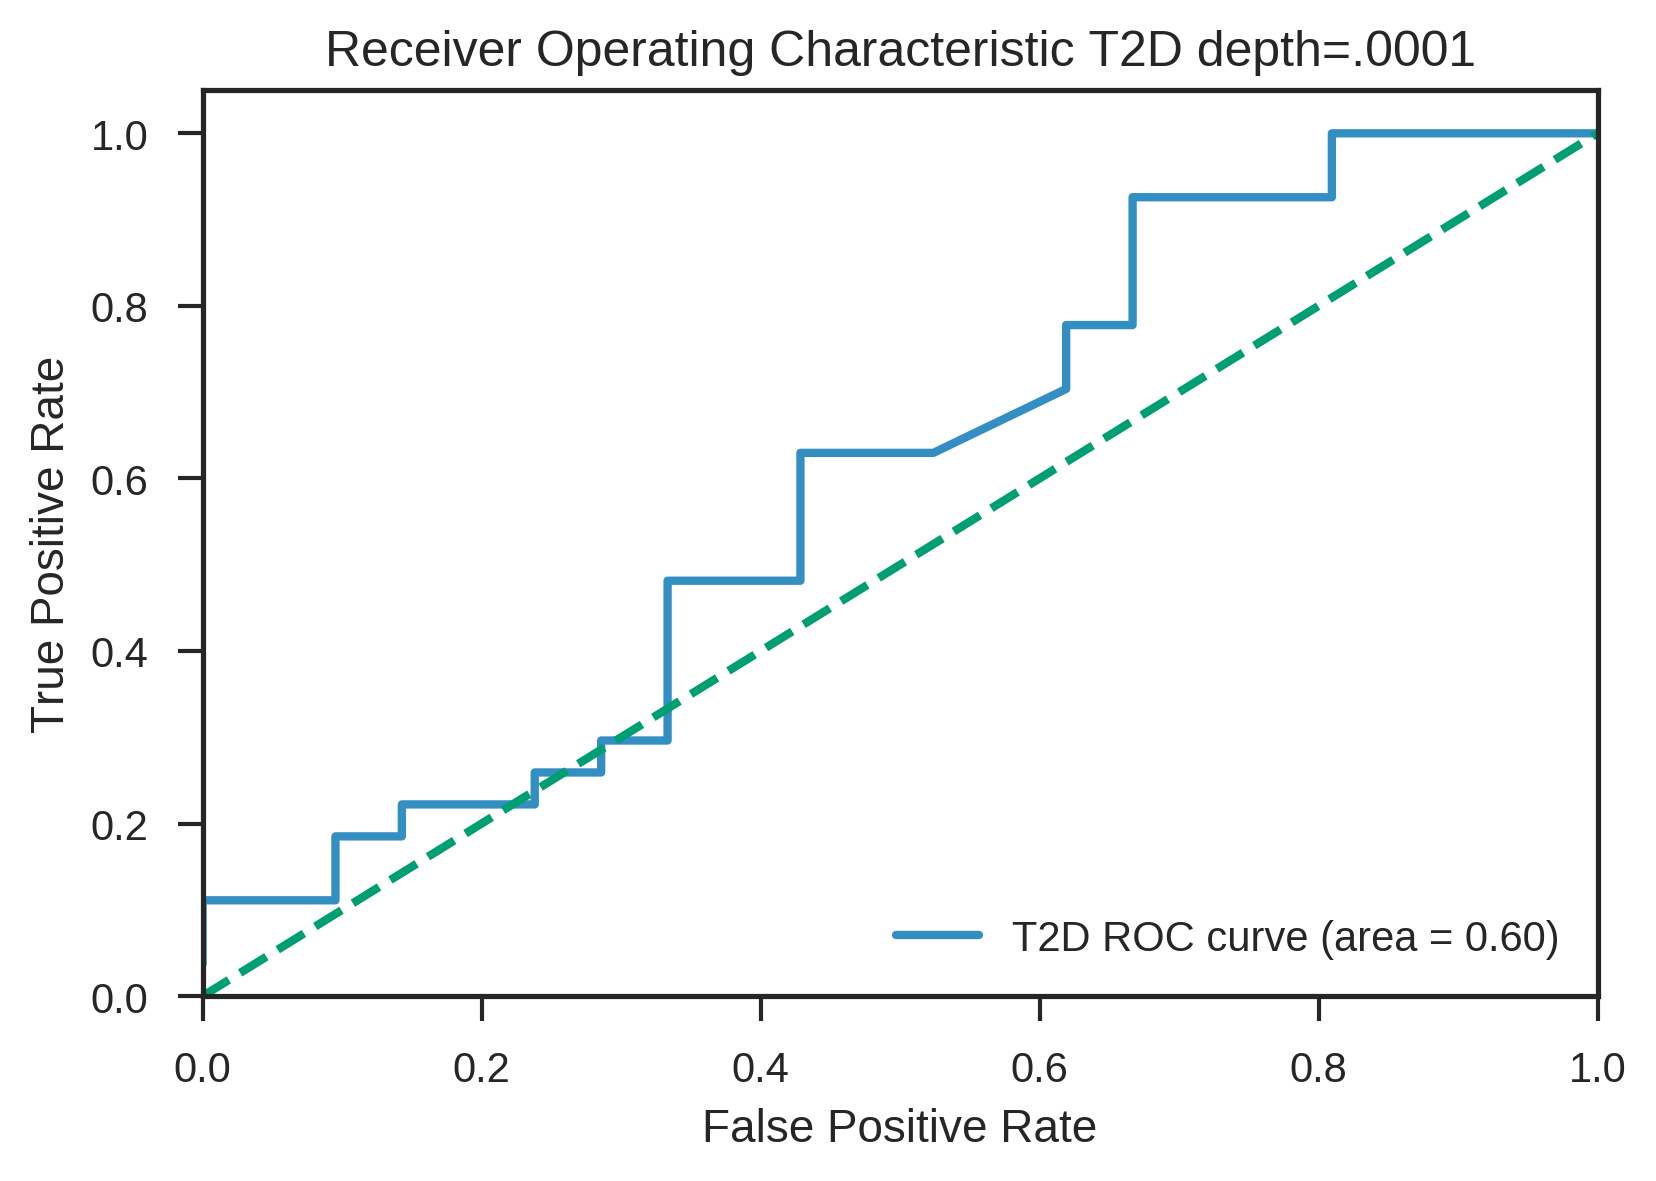 Receiver Operating Characteristic T2D depth=.0001
1.0
0.8
0.6
0.4
0.2
0.0
True Positive Rate
T2D ROC curve (area = 0.60)
0.0 0.2 0.4 0.6 0.8 1.0
False Positive Rate